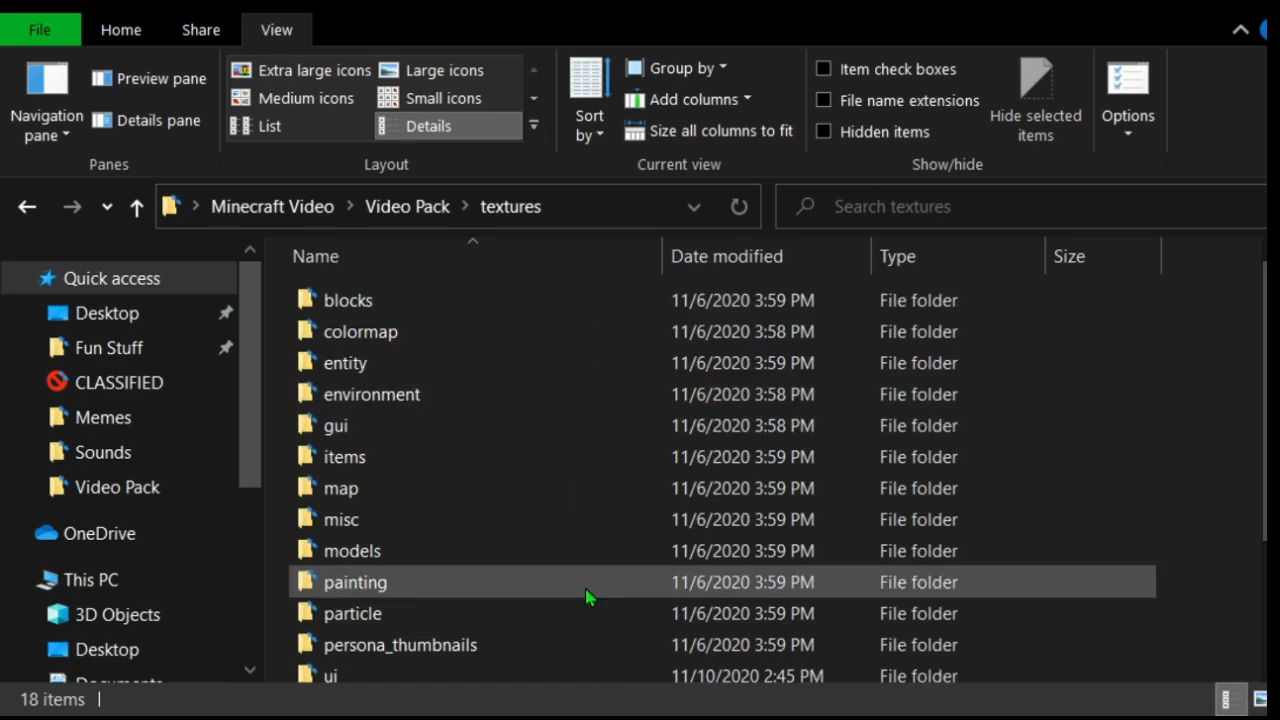 File Home Share View
Navigation pane
Preview pane
Details pane
Panes
Extra large icons Large icons
Medium icons Small icons
List Details
Layout
Sort by
Group by
Add columns
Size all columns to fit
Current view
Item check boxes
File name extensions
Hidden items
Hide selected items
Show/hide
Options
Minecraft Video Video Pack textures
Search textures
Quick access
Desktop
Fun Stuff
CLASSIFIED
Memes
Sounds
Video Pack
OneDrive
This PC
3D Objects
Desktop
Documents
Name Date modified Type Size
blocks 11/6/2020 3:59 PM File folder
colormap 11/6/2020 3:58 PM File folder
entity 11/6/2020 3:59 PM File folder
environment 11/6/2020 3:58 PM File folder
gui 11/6/2020 3:58 PM File folder
items 11/6/2020 3:59 PM File folder
map 11/6/2020 3:59 PM File folder
misc 11/6/2020 3:59 PM File folder
models 11/6/2020 3:59 PM File folder
painting 11/6/2020 3:59 PM File folder
particle 11/6/2020 3:59 PM File folder
persona_thumbnails 11/6/2020 3:59 PM File folder
ui 11/10/2020 2:45 PM File folder
18 items